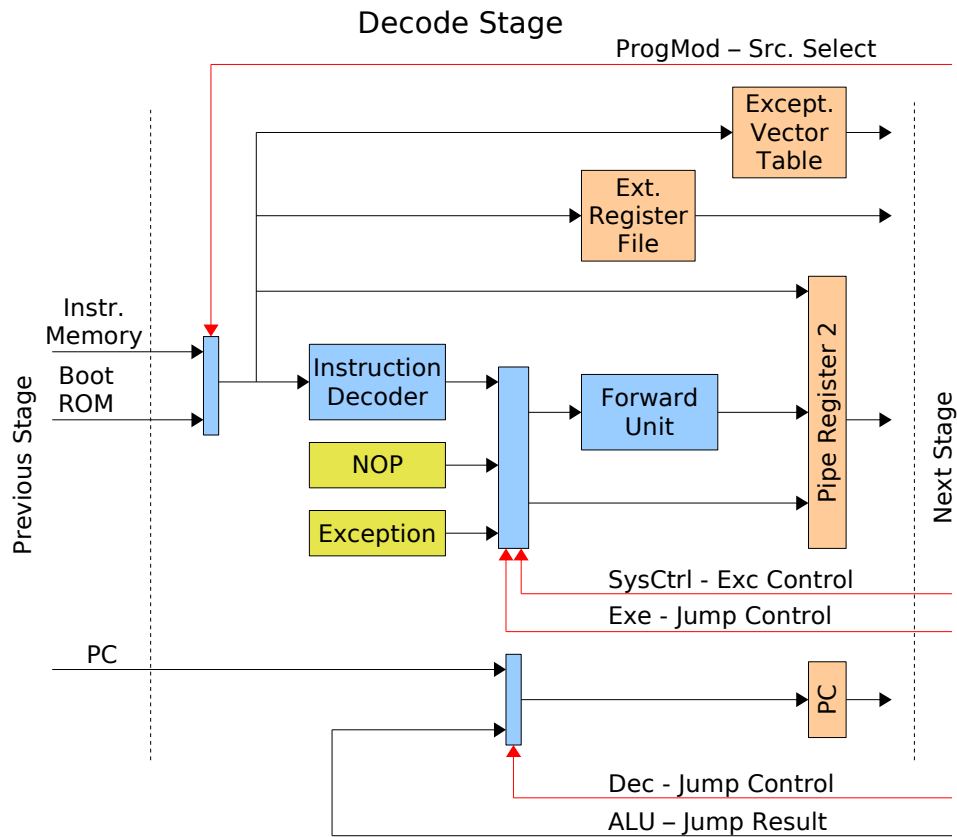 Decode Stage
ProgMod – Src. Select
Except.
Vector
Table
Ext.
Register
File
Instr.
Memory
Boot
ROM
Instruction
Decoder
Forward
Unit
NOP
Exception
Pipe Register 2
Previous Stage
Next Stage
SysCtrl - Exc Control
Exe - Jump Control
PC
PC
Dec - Jump Control
ALU – Jump Result